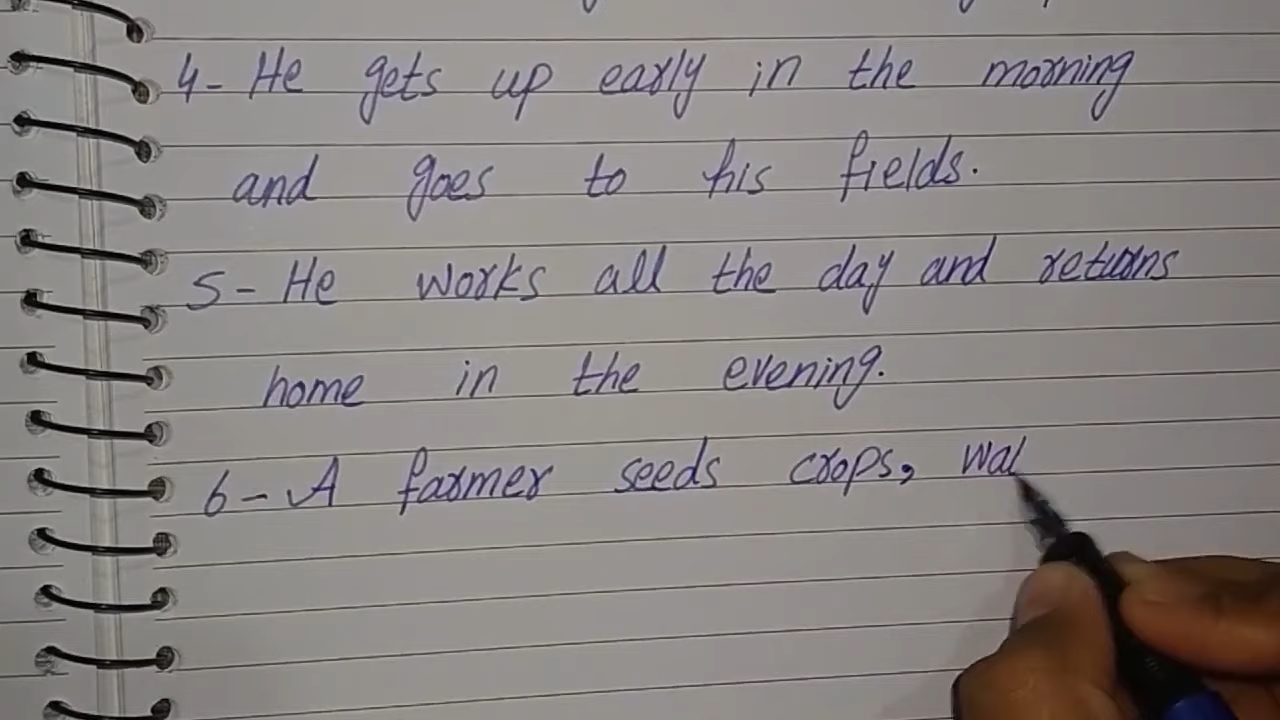 4- He gets up early in the morning
and goes to his fields.
5- He works all the day and returns
home in the evening.
6- A farmer seeds crops,